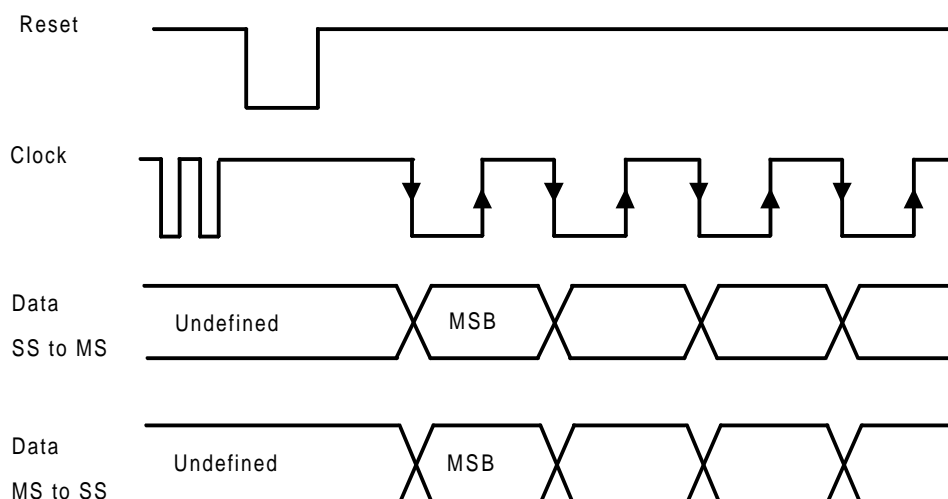 Reset
Clock
Data
SS to MS
Undefined
MSB
Data
MS to SS
Undefined
MSB